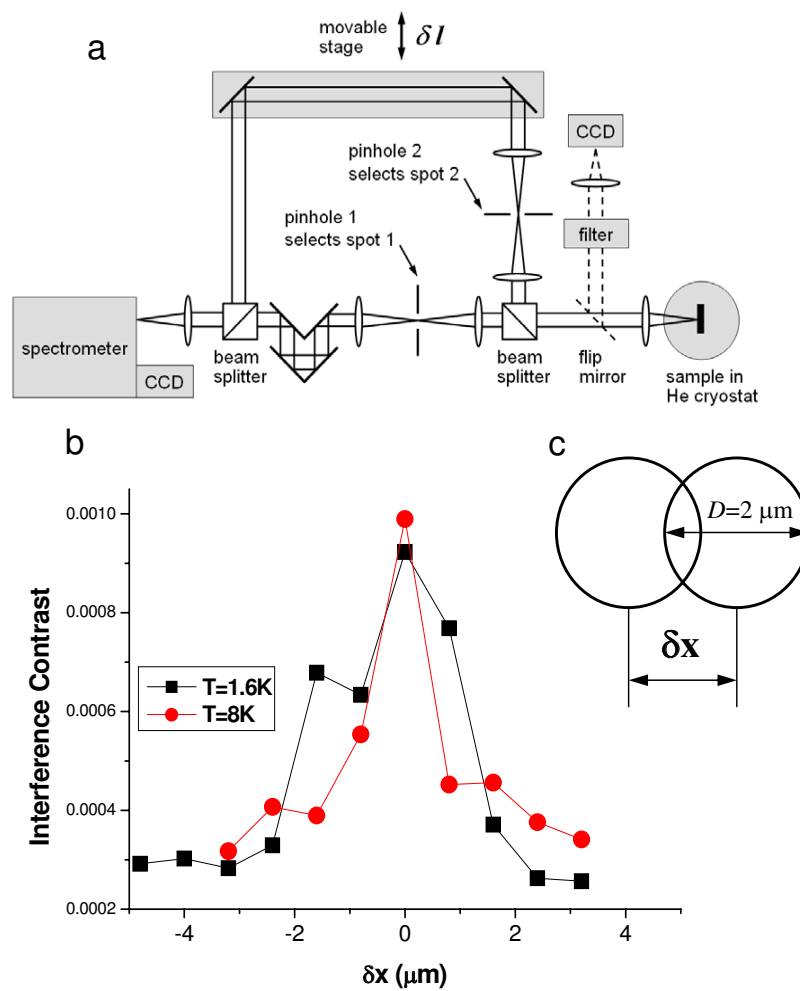 a
movable
stage
δl
CCD
pinhole 2
selects spot 2
pinhole 1
selects spot 1
filter
spectrometer
CCD
beam
splitter
beam
splitter
flip
mirror
sample in
He cryostat
b
Interference Contrast
0.0010
0.0008
0.0006
0.0004
0.0002
T=1.6K
T=8K
-4
-2
0
2
4
δx (μm)
c
D=2 μm
δx